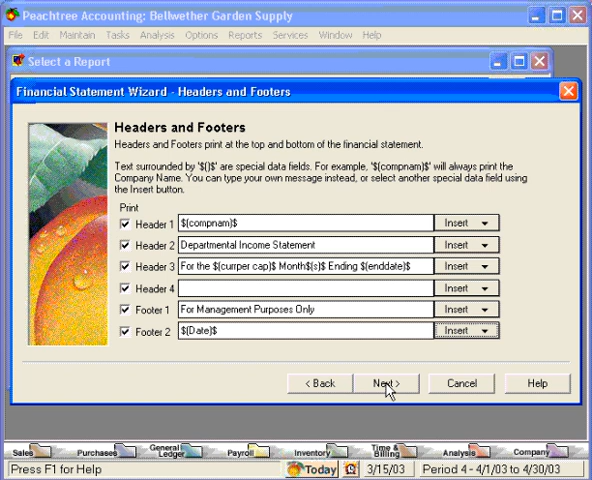 Peachtree Accounting: Bellwether Garden Supply
File Edit Maintain Tasks Analysis Options Reports Services Window Help
Select a Report
Financial Statement Wizard - Headers and Footers
Headers and Footers
Headers and Footers print at the top and bottom of the financial statement.
Text surrounded by '$()$' are special data fields. For example, '$(compnam)$' will always print the
Company Name. You can type your own message instead, or select another special data field using
the Insert button.
Print
Header 1 $(compnam)$ Insert
Header 2 Departmental Income Statement Insert
Header 3 For the $(currper cap)$ Month$(s)$ Ending $(enddate)$ Insert
Header 4 Insert
Footer 1 For Management Purposes Only Insert
Footer 2 $(Date)$ Insert
< Back Next > Cancel Help
Sales Purchases General Ledger Payroll Inventory Time & Billing Analysis Company
Press F1 for Help Today 3/15/03 Period 4 - 4/1/03 to 4/30/03